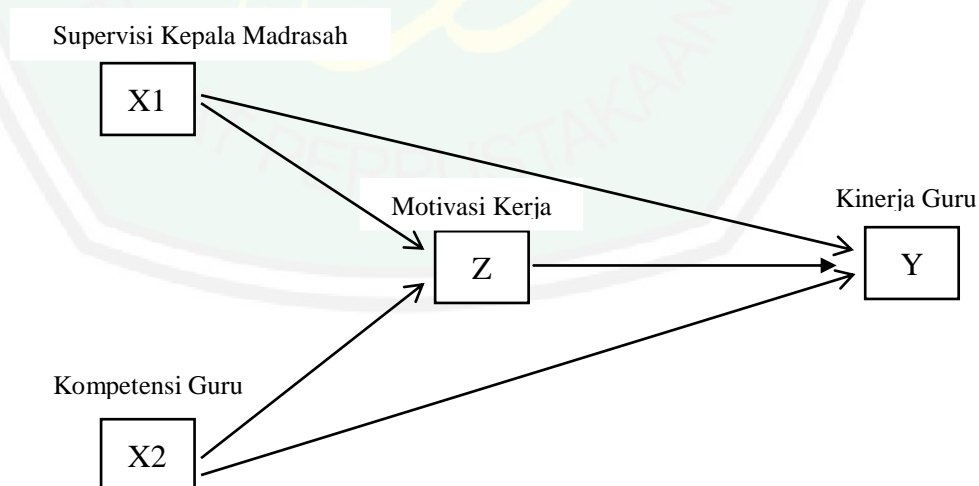 Supervisi Kepala Madrasah
X1
Motivasi Kerja
Kinerja Guru
Z
Y
Kompetensi Guru
X2